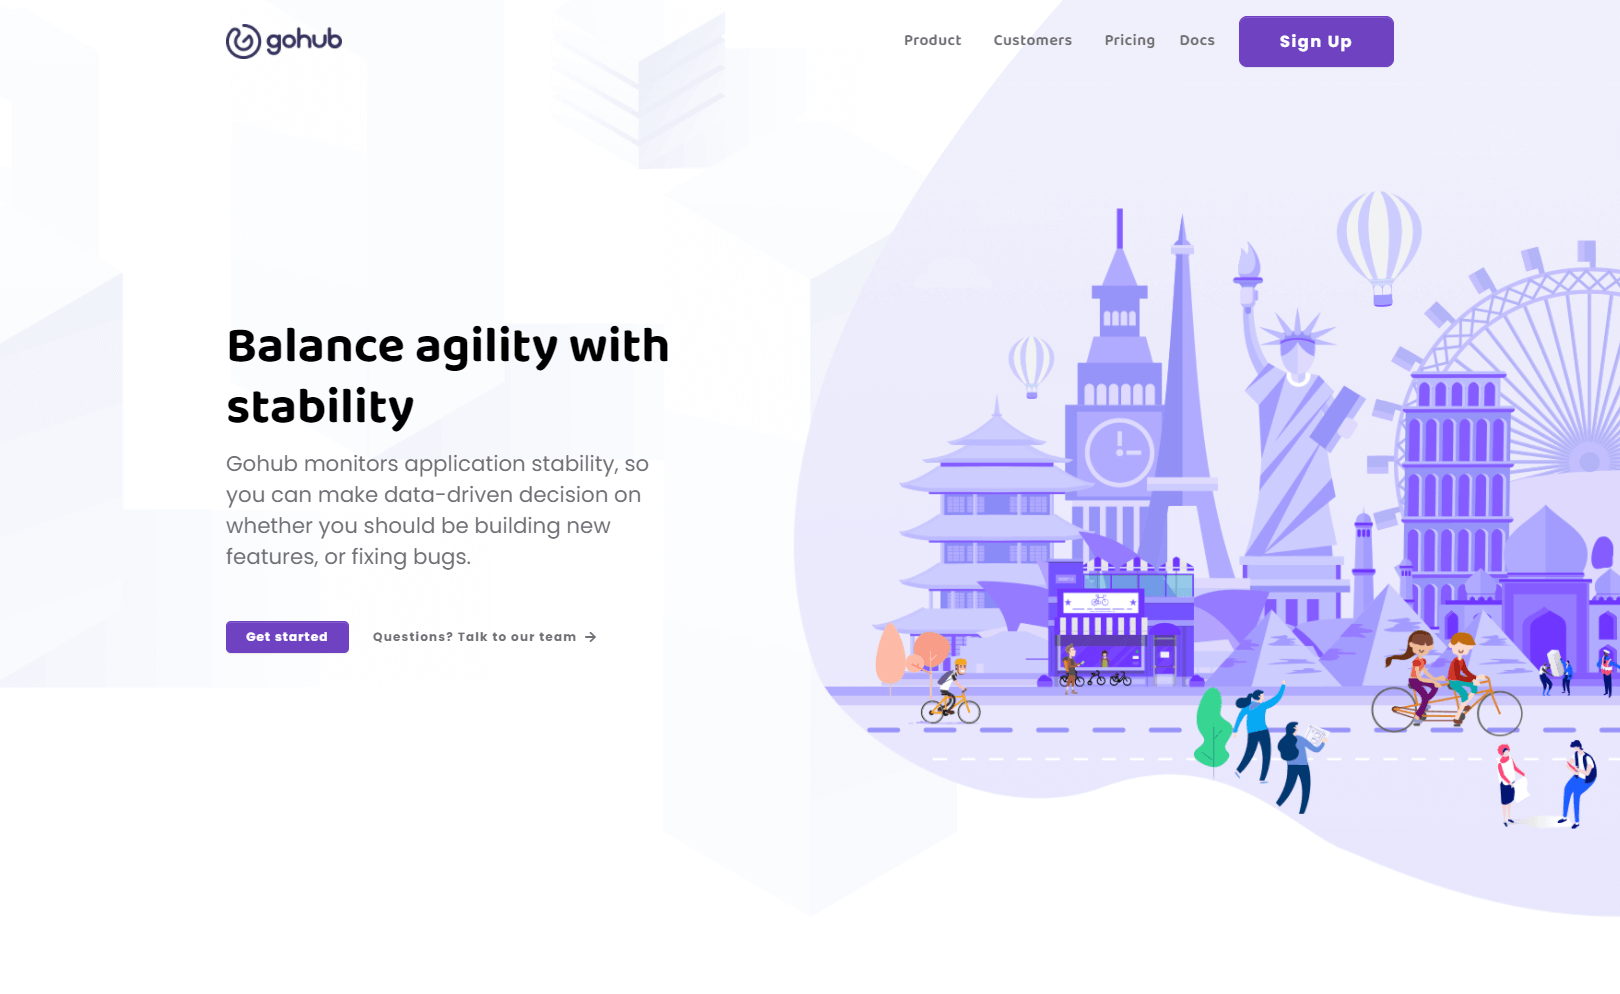 gohub
Product Customers Pricing Docs Sign Up
Balance agility with
stability
Gohub monitors application stability, so
you can make data-driven decision on
whether you should be building new
features, or fixing bugs.
Get started Questions? Talk to our team →